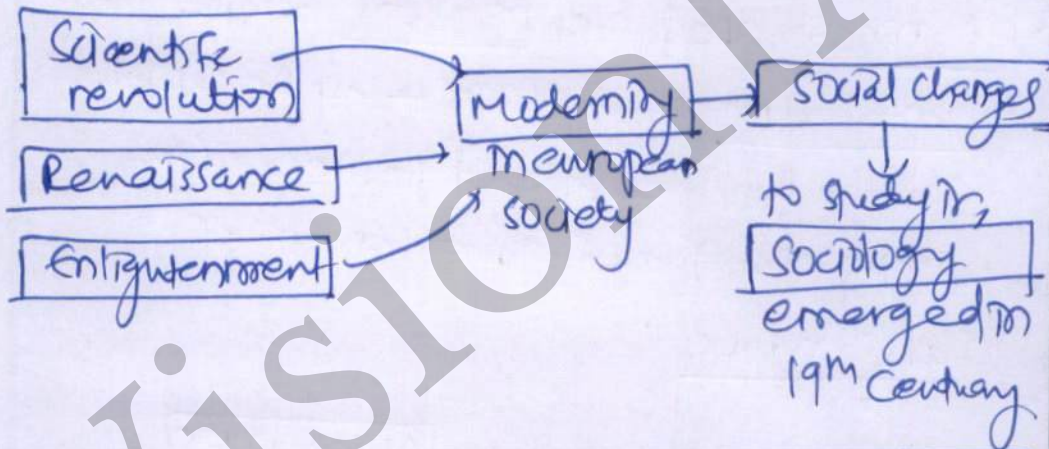 Scientific
revolution
Renaissance
Enlightenment
Modernity
in european
society
Social changes
to study it,
Sociology
emerged in
19th Century